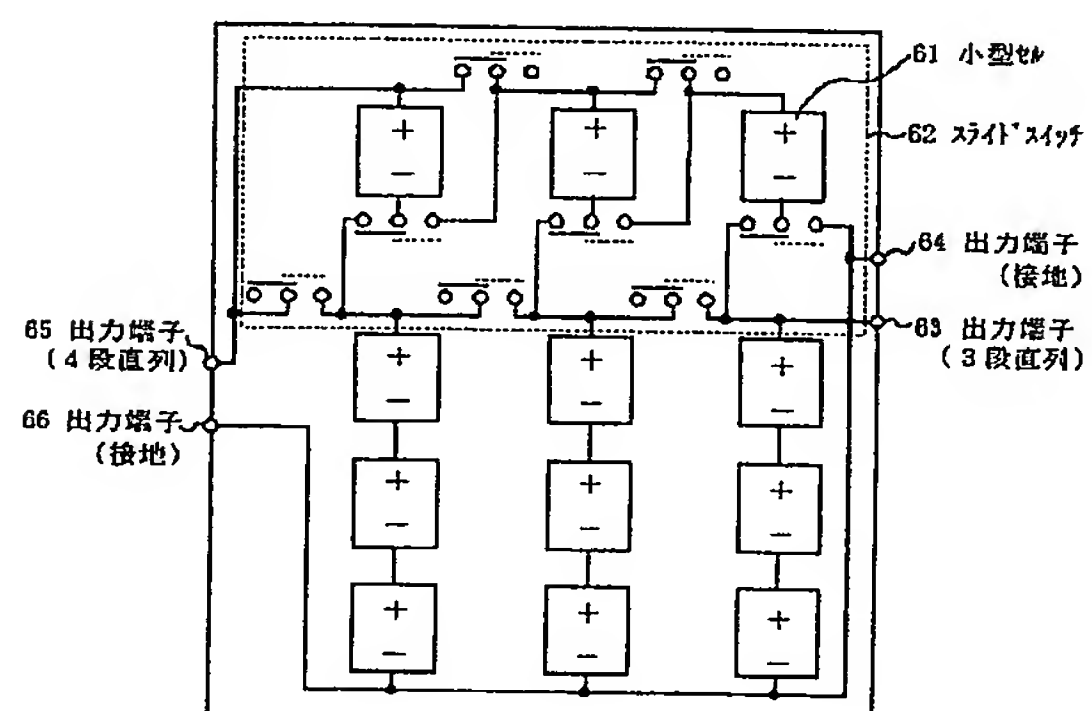 61 小型ｾﾙ
62 ｽﾗｲﾄﾞｽｲｯﾁ
64 出力端子
(接地)
63 出力端子
(3段直列)
65 出力端子
(4段直列)
66 出力端子
(接地)
+ + +
− − −
+ + +
− − −
+ + +
− − −
+ + +
− − −